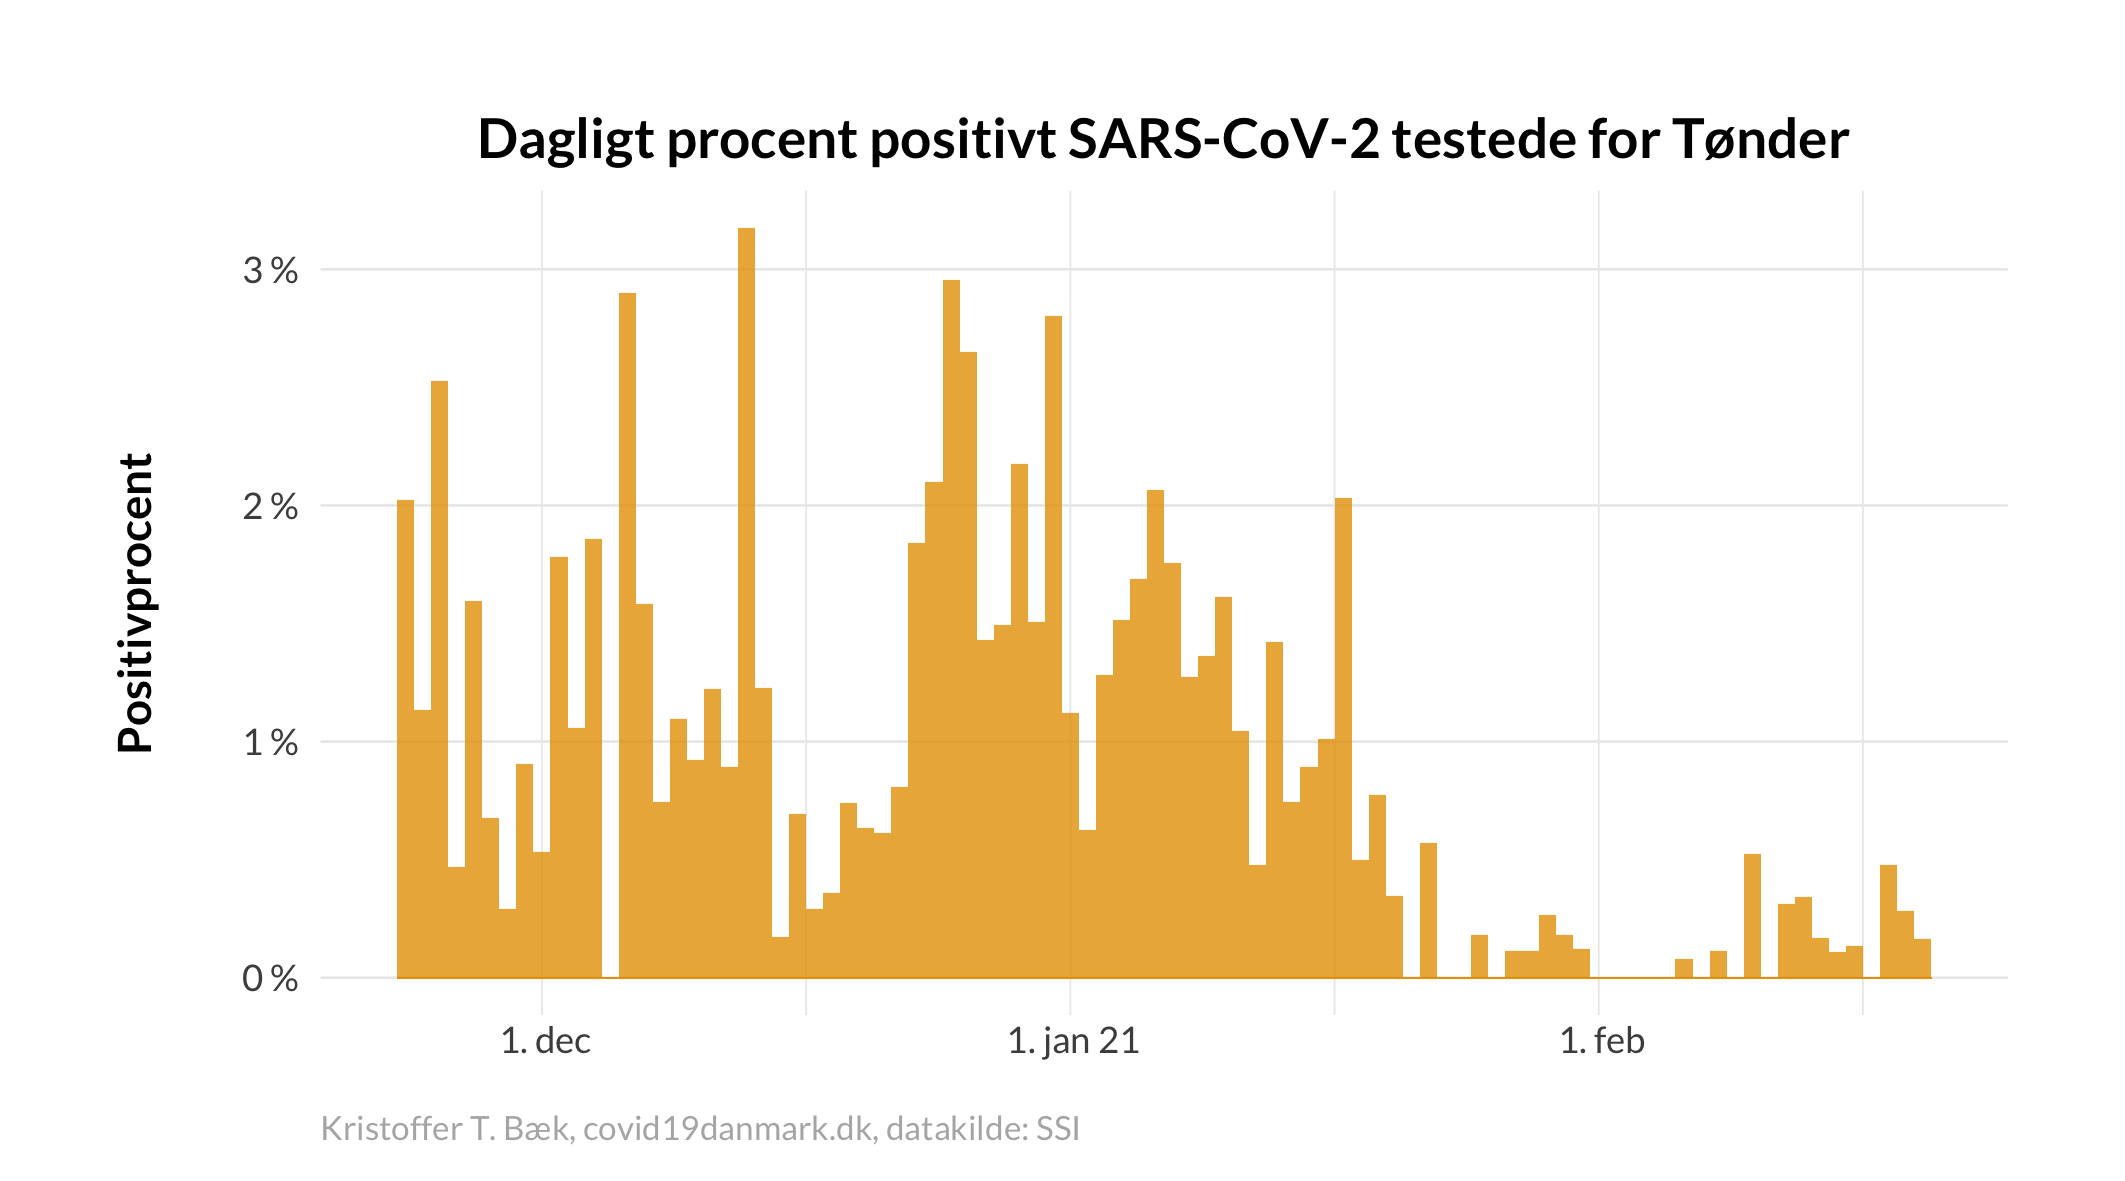 Dagligt procent positivt SARS-CoV-2 testede for Tønder
Positivprocent
3 %
2 %
1 %
0 %
1. dec
1. jan 21
1. feb
Kristoffer T. Bæk, covid19danmark.dk, datakilde: SSI